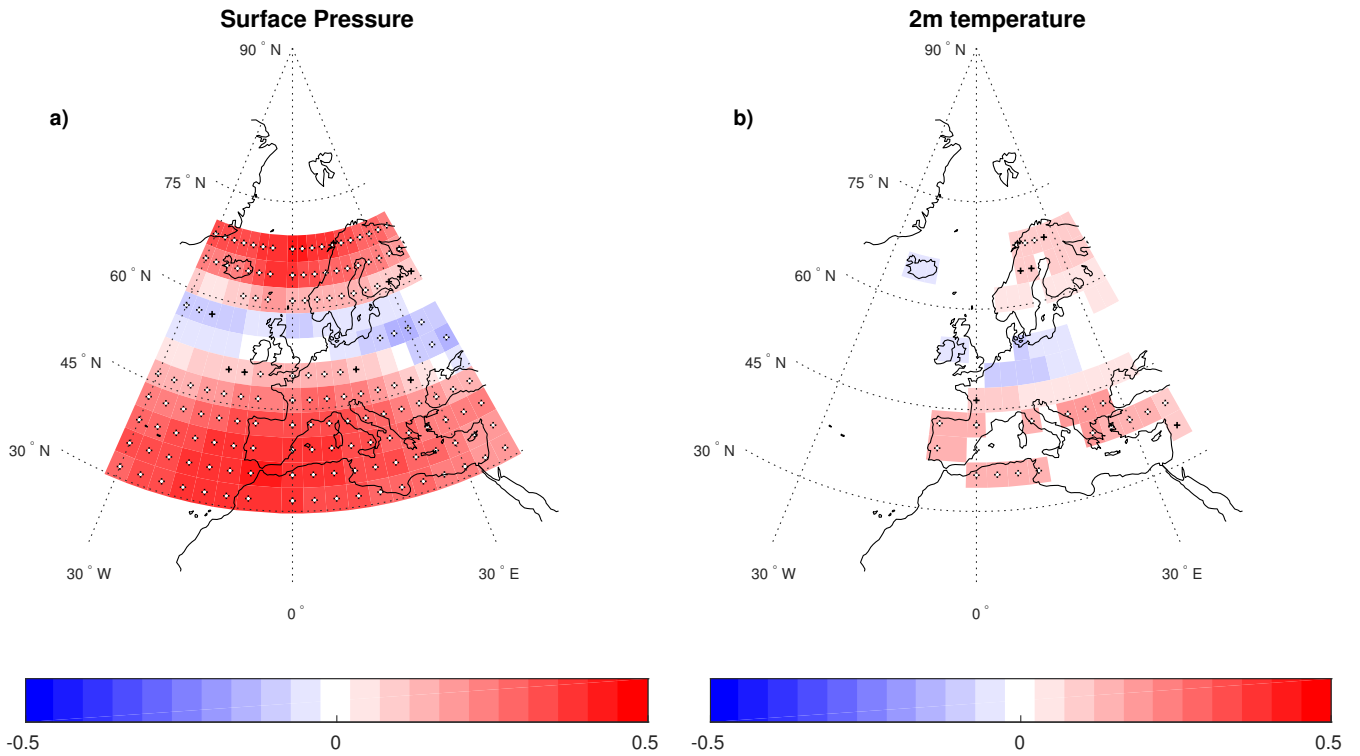 Surface Pressure
2m temperature
a)
b)
90 ° N
75 ° N
60 ° N
45 ° N
30 ° N
30 ° W
0 °
30 ° E
90 ° N
75 ° N
60 ° N
45 ° N
30 ° N
30 ° W
0 °
30 ° E
-0.5 0 0.5
-0.5 0 0.5